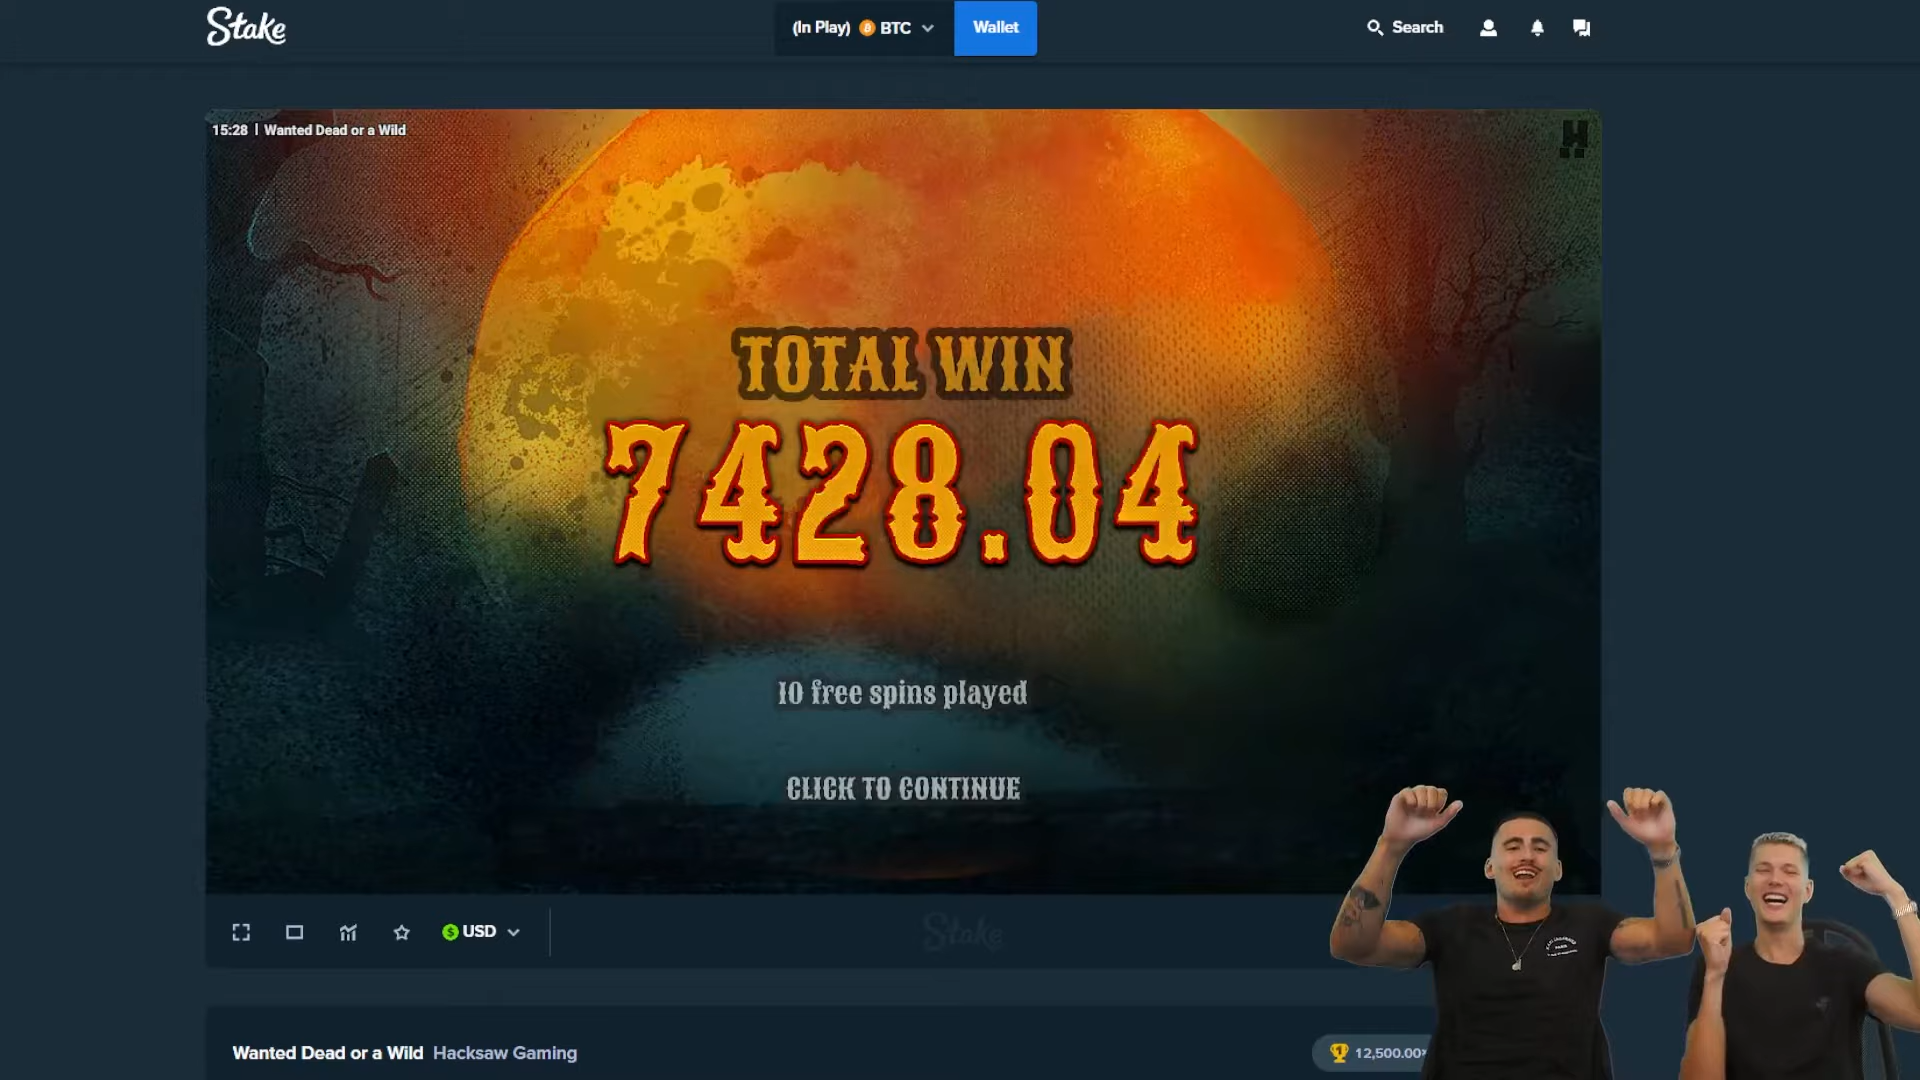 Stake
(In Play) BTC
Wallet
Search
15:28 | Wanted Dead or a Wild
TOTAL WIN
7428.04
10 free spins played
CLICK TO CONTINUE
USD
Stake
Wanted Dead or a Wild Hacksaw Gaming
12,500.00x